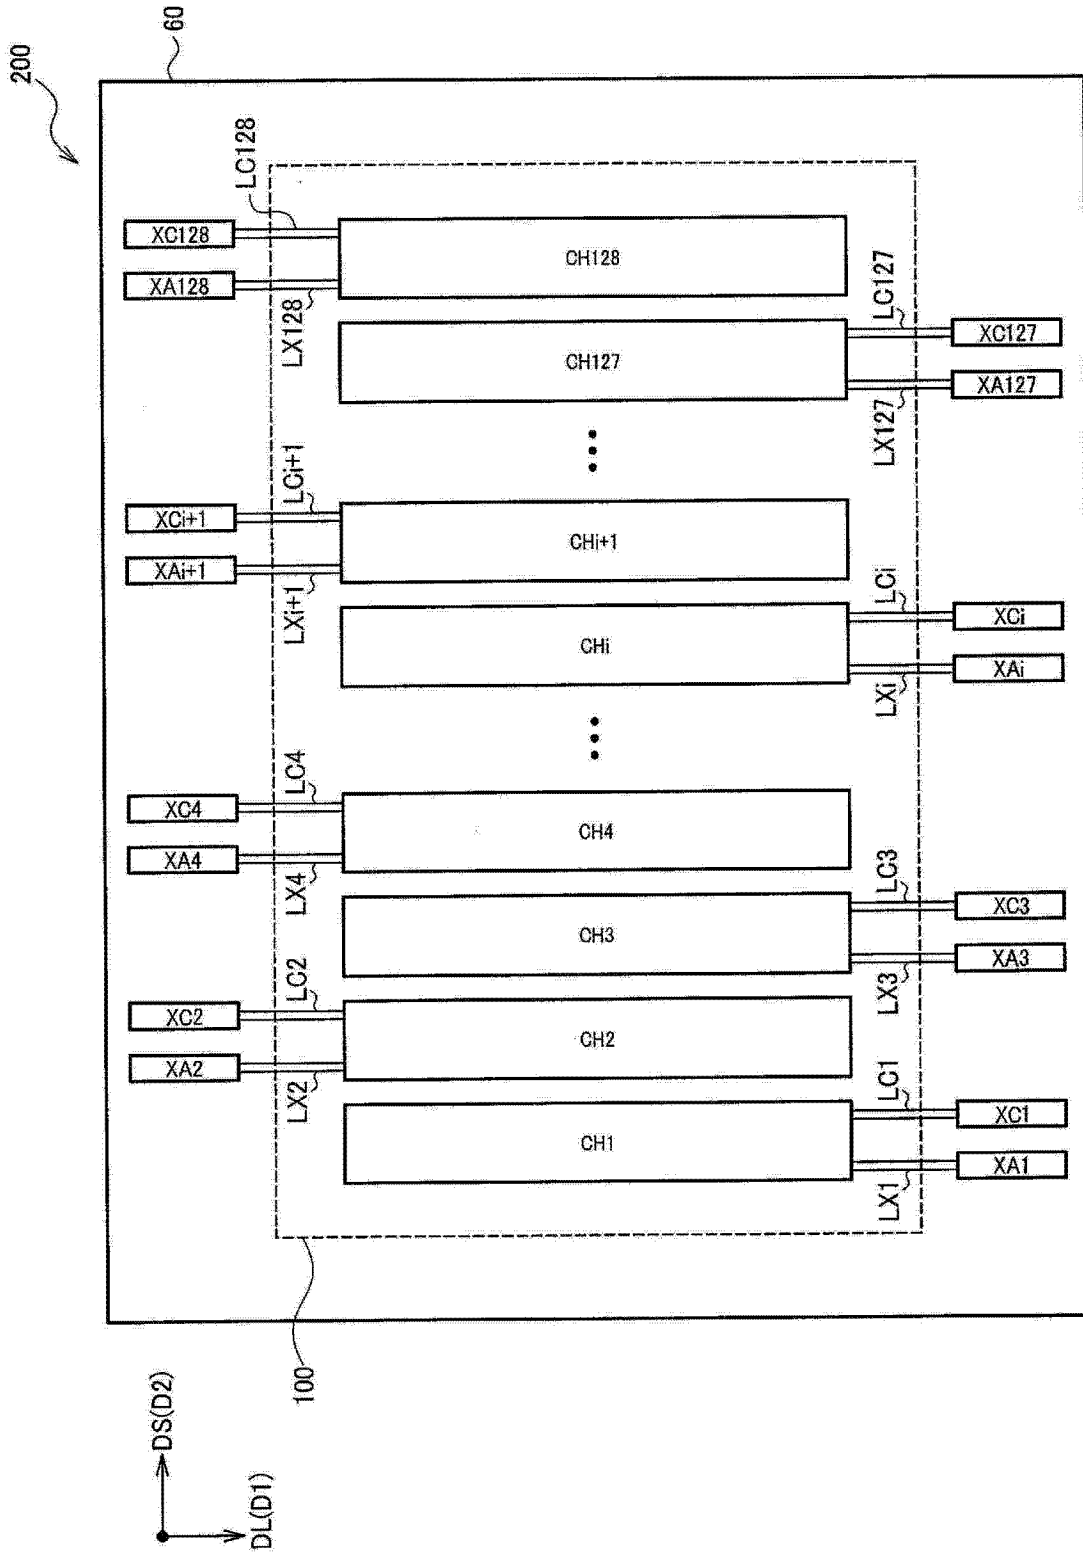 200
60
XC128
LC128
XA128
LX128
CH128
CH127
LC127
XC127
XA127
LX127
XCi+1
LCi+1
XAi+1
LXi+1
CHi+1
CHi
LCi
XCi
XAi
LXi
XC4
LC4
XA4
LX4
CH4
CH3
LC3
XC3
XA3
LX3
XC2
LC2
XA2
LX2
CH2
CH1
LC1
XC1
XA1
LX1
100
DS(D2)
DL(D1)